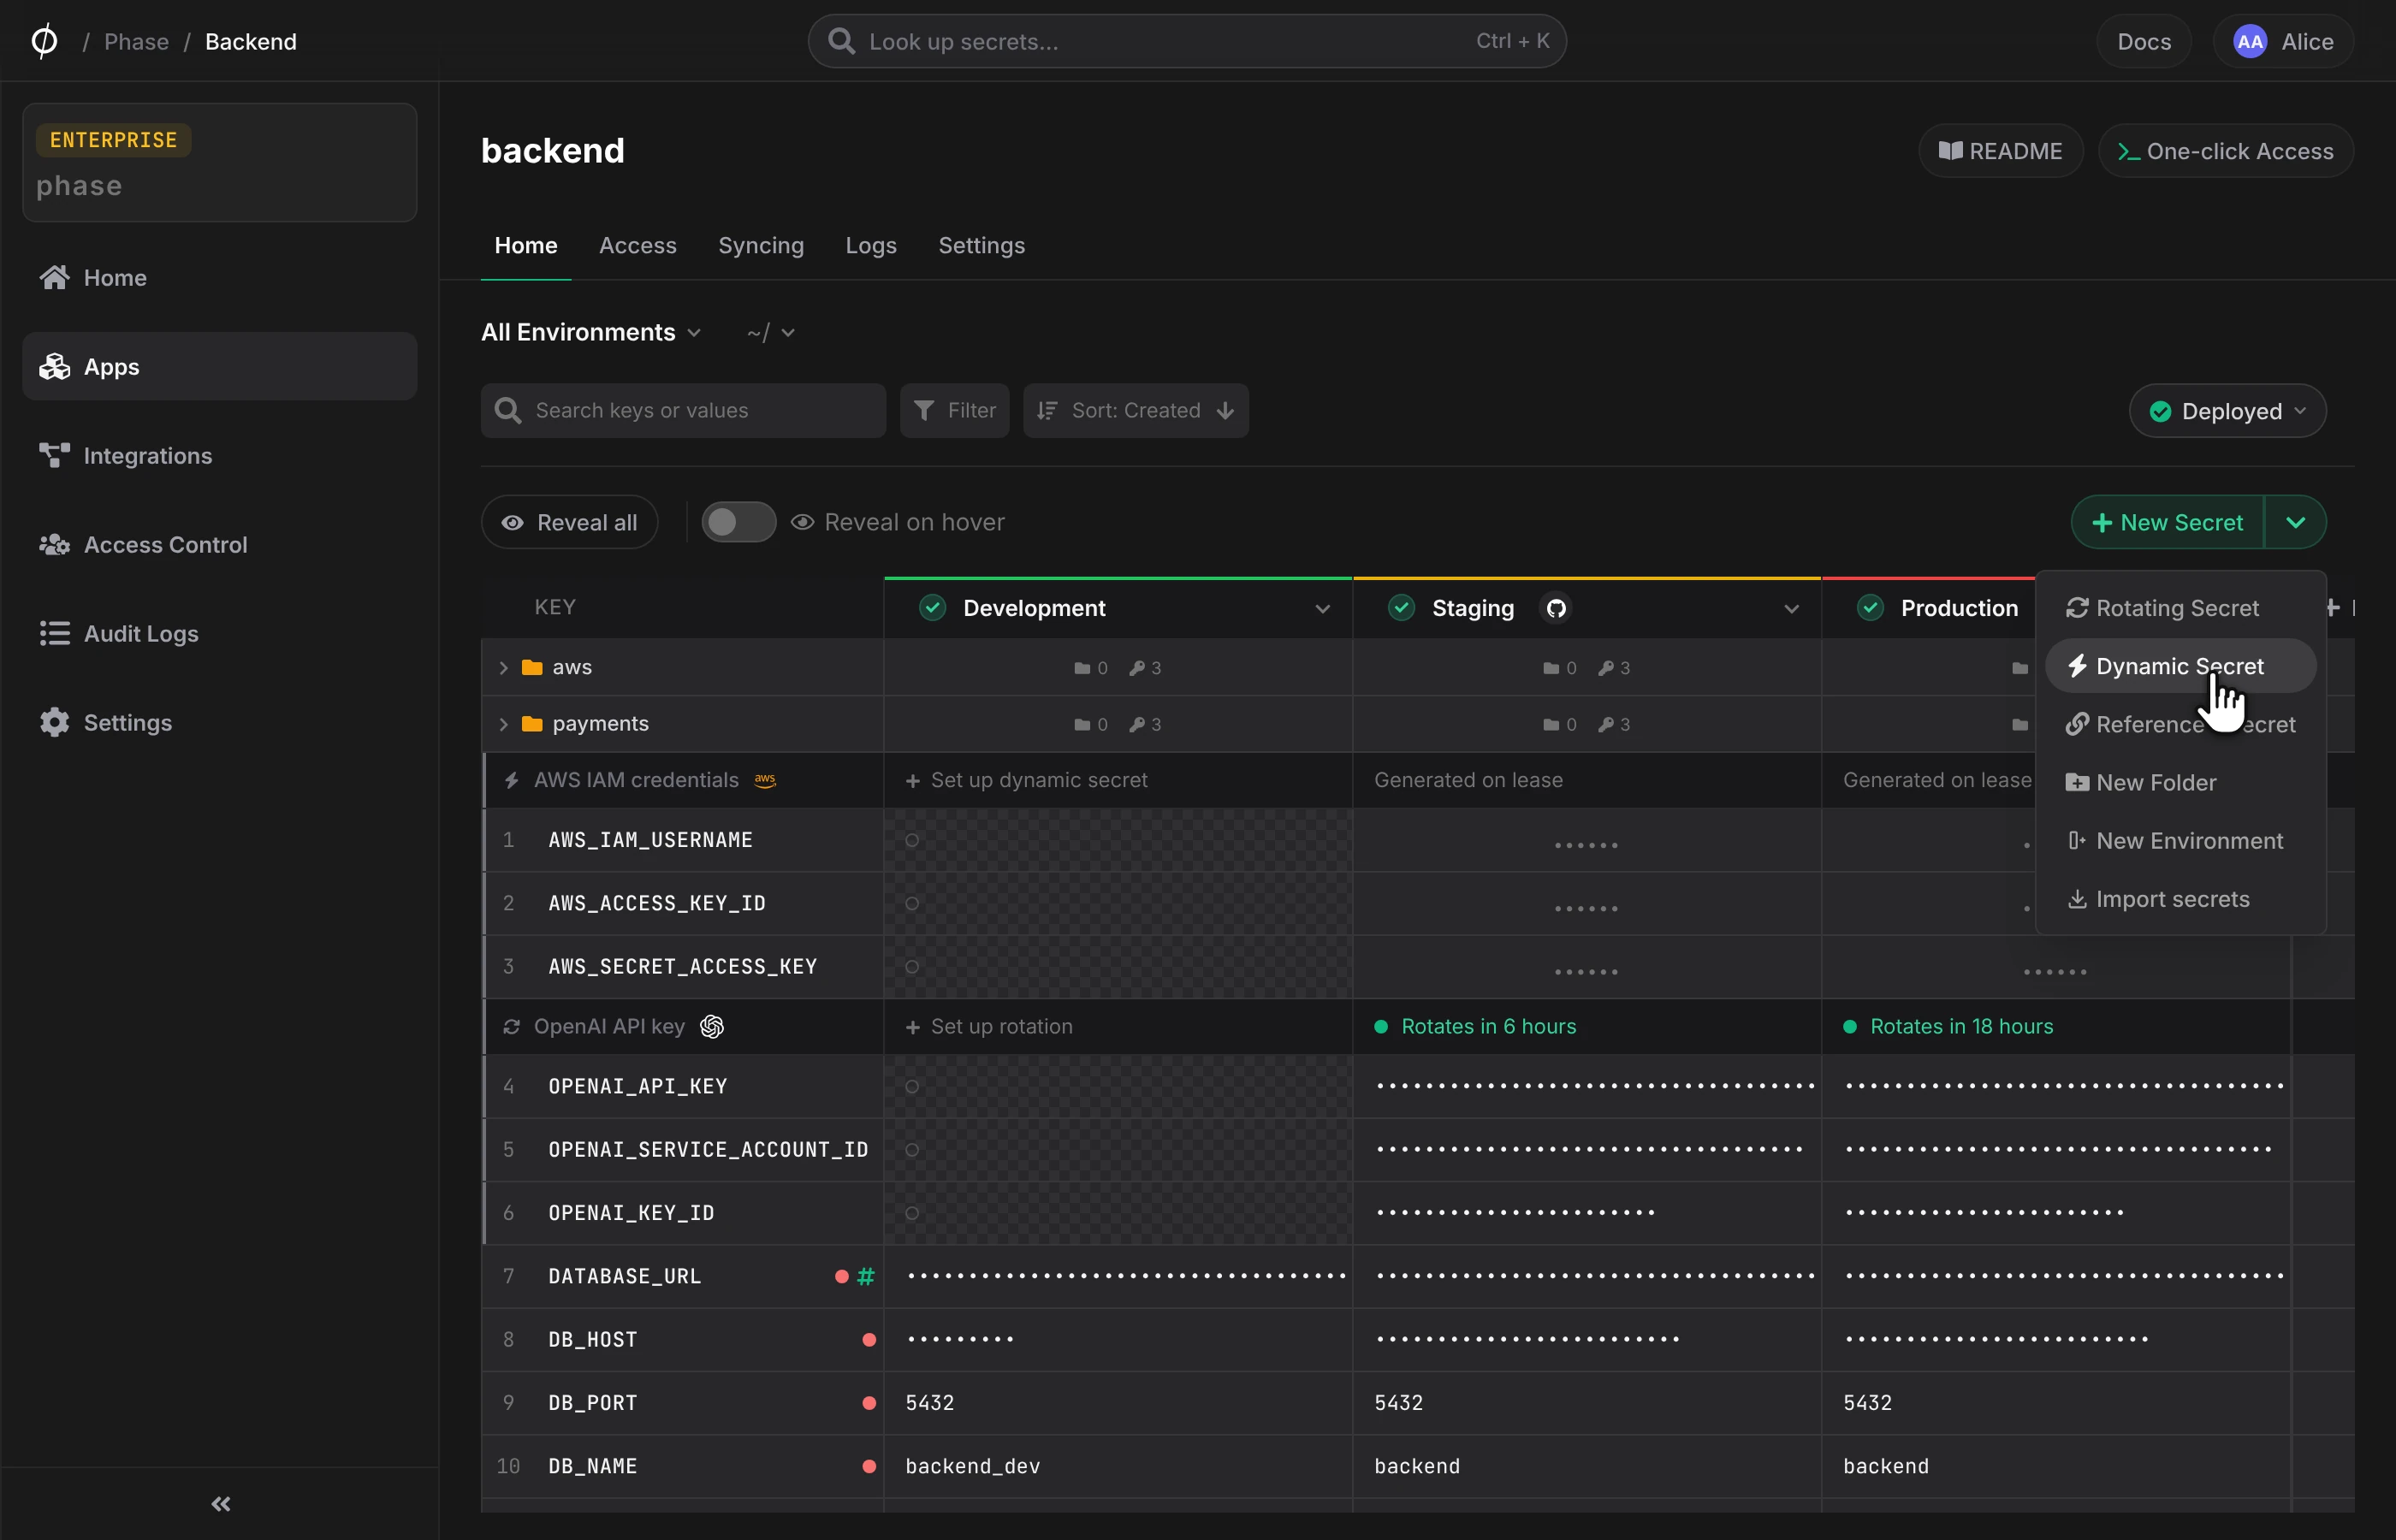 / Phase / Backend
Look up secrets... Ctrl + K
Docs
AA Alice
ENTERPRISE
phase
Home
Apps
Integrations
Access Control
Audit Logs
Settings
backend
README
One-click Access
Home Access Syncing Logs Settings
All Environments ~/
Search keys or values
Filter
Sort: Created
Deployed
Reveal all
Reveal on hover
New Secret
Rotating Secret
Dynamic Secret
Reference
New Folder
New Environment
Import secrets
KEY Development Staging Production
aws 0 3 0 3
payments 0 3 0 3
AWS IAM credentials aws + Set up dynamic secret Generated on lease Generated on lease
1 AWS_IAM_USERNAME ••••••
2 AWS_ACCESS_KEY_ID ••••••
3 AWS_SECRET_ACCESS_KEY •••••• ••••••
OpenAI API key + Set up rotation Rotates in 6 hours Rotates in 18 hours
4 OPENAI_API_KEY
5 OPENAI_SERVICE_ACCOUNT_ID
6 OPENAI_KEY_ID
7 DATABASE_URL #
8 DB_HOST
9 DB_PORT 5432 5432 5432
10 DB_NAME backend_dev backend backend